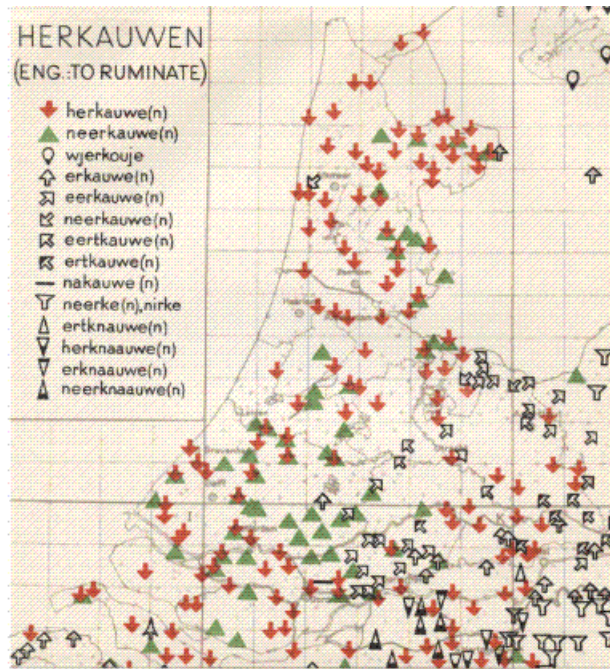 HERKAUWEN
(ENG.:TO RUMINATE)
herkauwe(n)
neerkauwe(n)
wjerkouje
erkauwe(n)
eerkauwe(n)
neerkauwe(n)
eertkauwe(n)
ertkauwe(n)
nakauwe(n)
neerke(n),nirke
ertknauwe(n)
herknaauwe(n)
erknaauwe(n)
neerknaauwe(n)